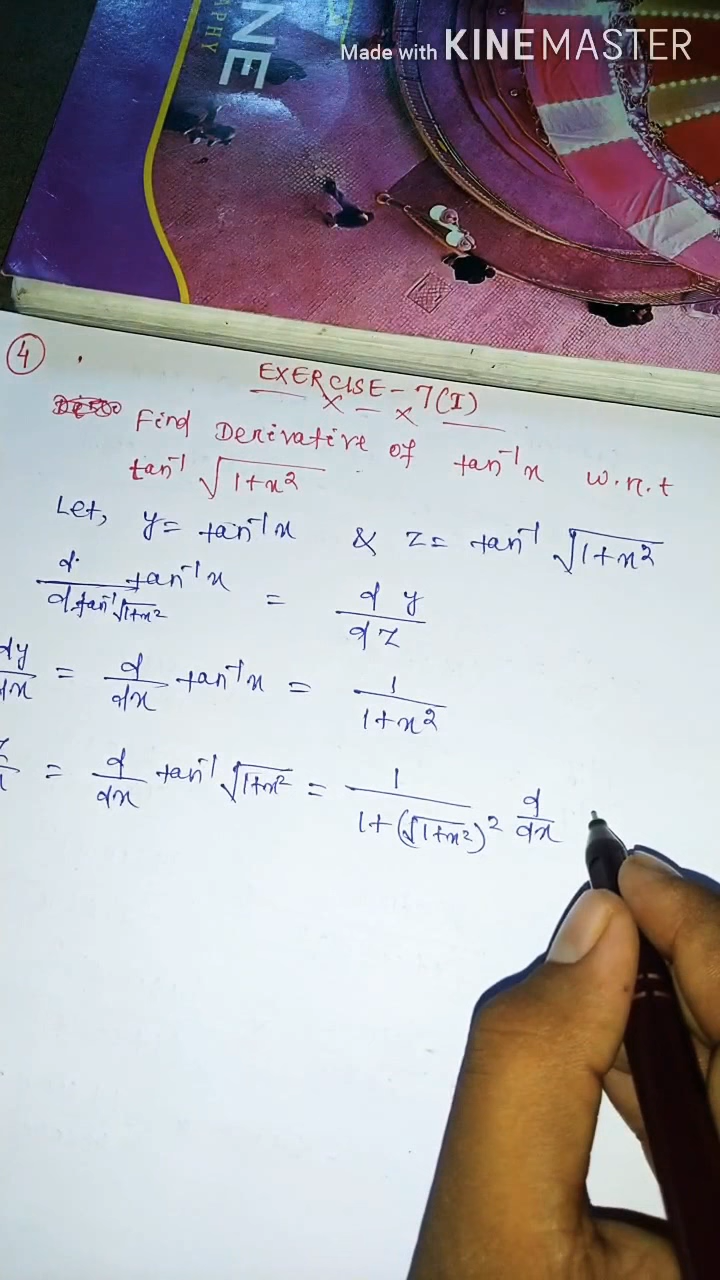 Made with KINEMASTER
NE
RAPHY
4
EXERCISE - 7(I)
Find Derivative of tan⁻¹x w.r.t
tan⁻¹ √(1+x²)
Let, y = tan⁻¹x & z = tan⁻¹ √(1+x²)
d/(d tan⁻¹√(1+x²)) tan⁻¹x = dy/dz
dy/dx = d/dx tan⁻¹x = 1/(1+x²)
= d/dx tan⁻¹ √(1+x²) = 1/(1+(√(1+x²))²) d/dx